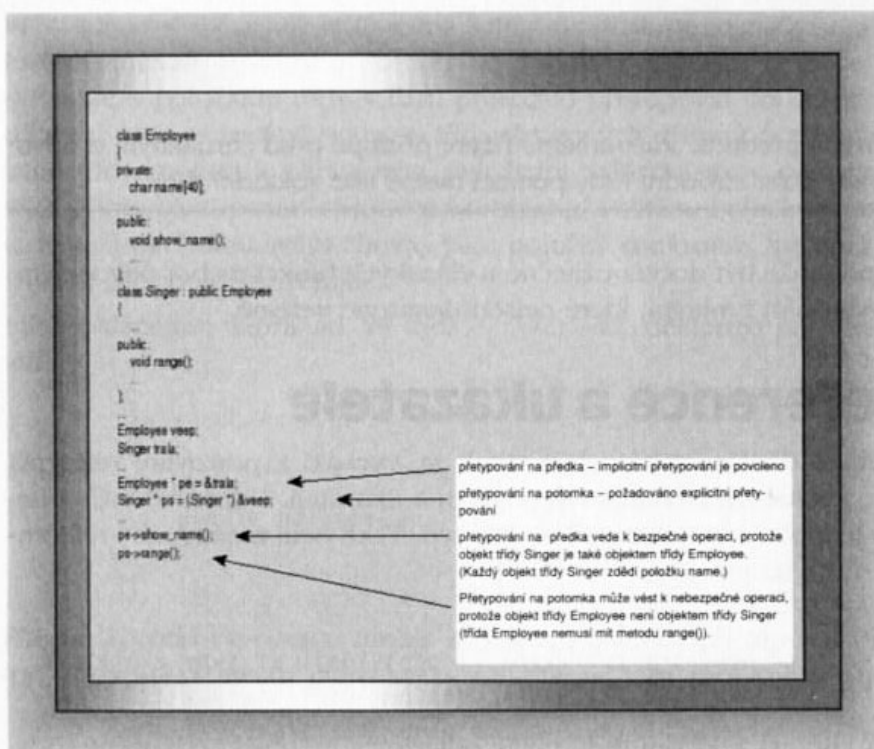 class Employee
{
private:
char name[40];
...
public:
void show_name();
...
class Singer : public Employee
{
...
public:
void range();
...
};
...
Employee veep;
Singer trala;
...
Employee * pe = &trala;
Singer * ps = (Singer *) &veep;
...
pe->show_name();
ps->range();
...
přetypování na předka – implicitní přetypování je povoleno
přetypování na potomka – požadováno explicitní přety-
pování
přetypování na předka vede k bezpečné operaci, protože
objekt třídy Singer je také objektem třídy Employee.
(Každý objekt třídy Singer zdědí položku name.)
Přetypování na potomka může vést k nebezpečné operaci,
protože objekt třídy Employee není objektem třídy Singer
(třída Employee nemusí mít metodu range()).